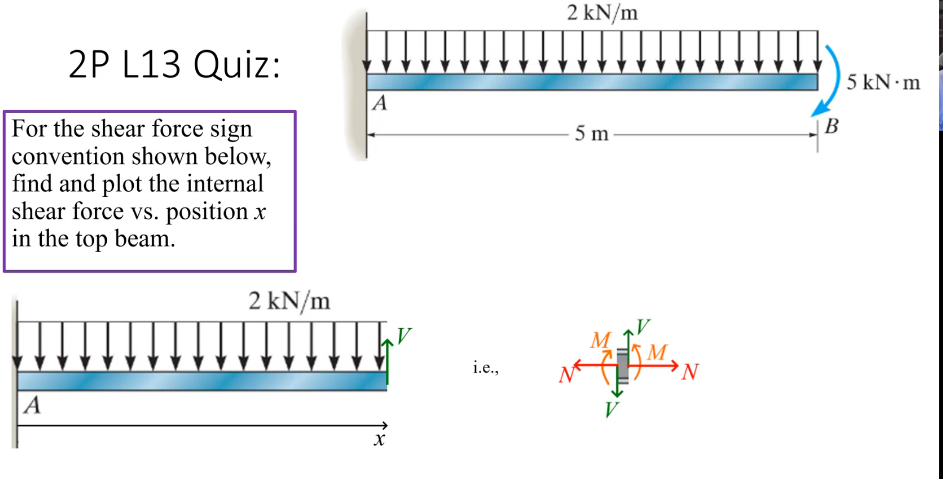 2 kN/m
2P L13 Quiz:
5 kN·m
A
B
5 m
For the shear force sign
convention shown below,
find and plot the internal
shear force vs. position x
in the top beam.
2 kN/m
V
A
x
i.e.,
V
M
M
N
N
V